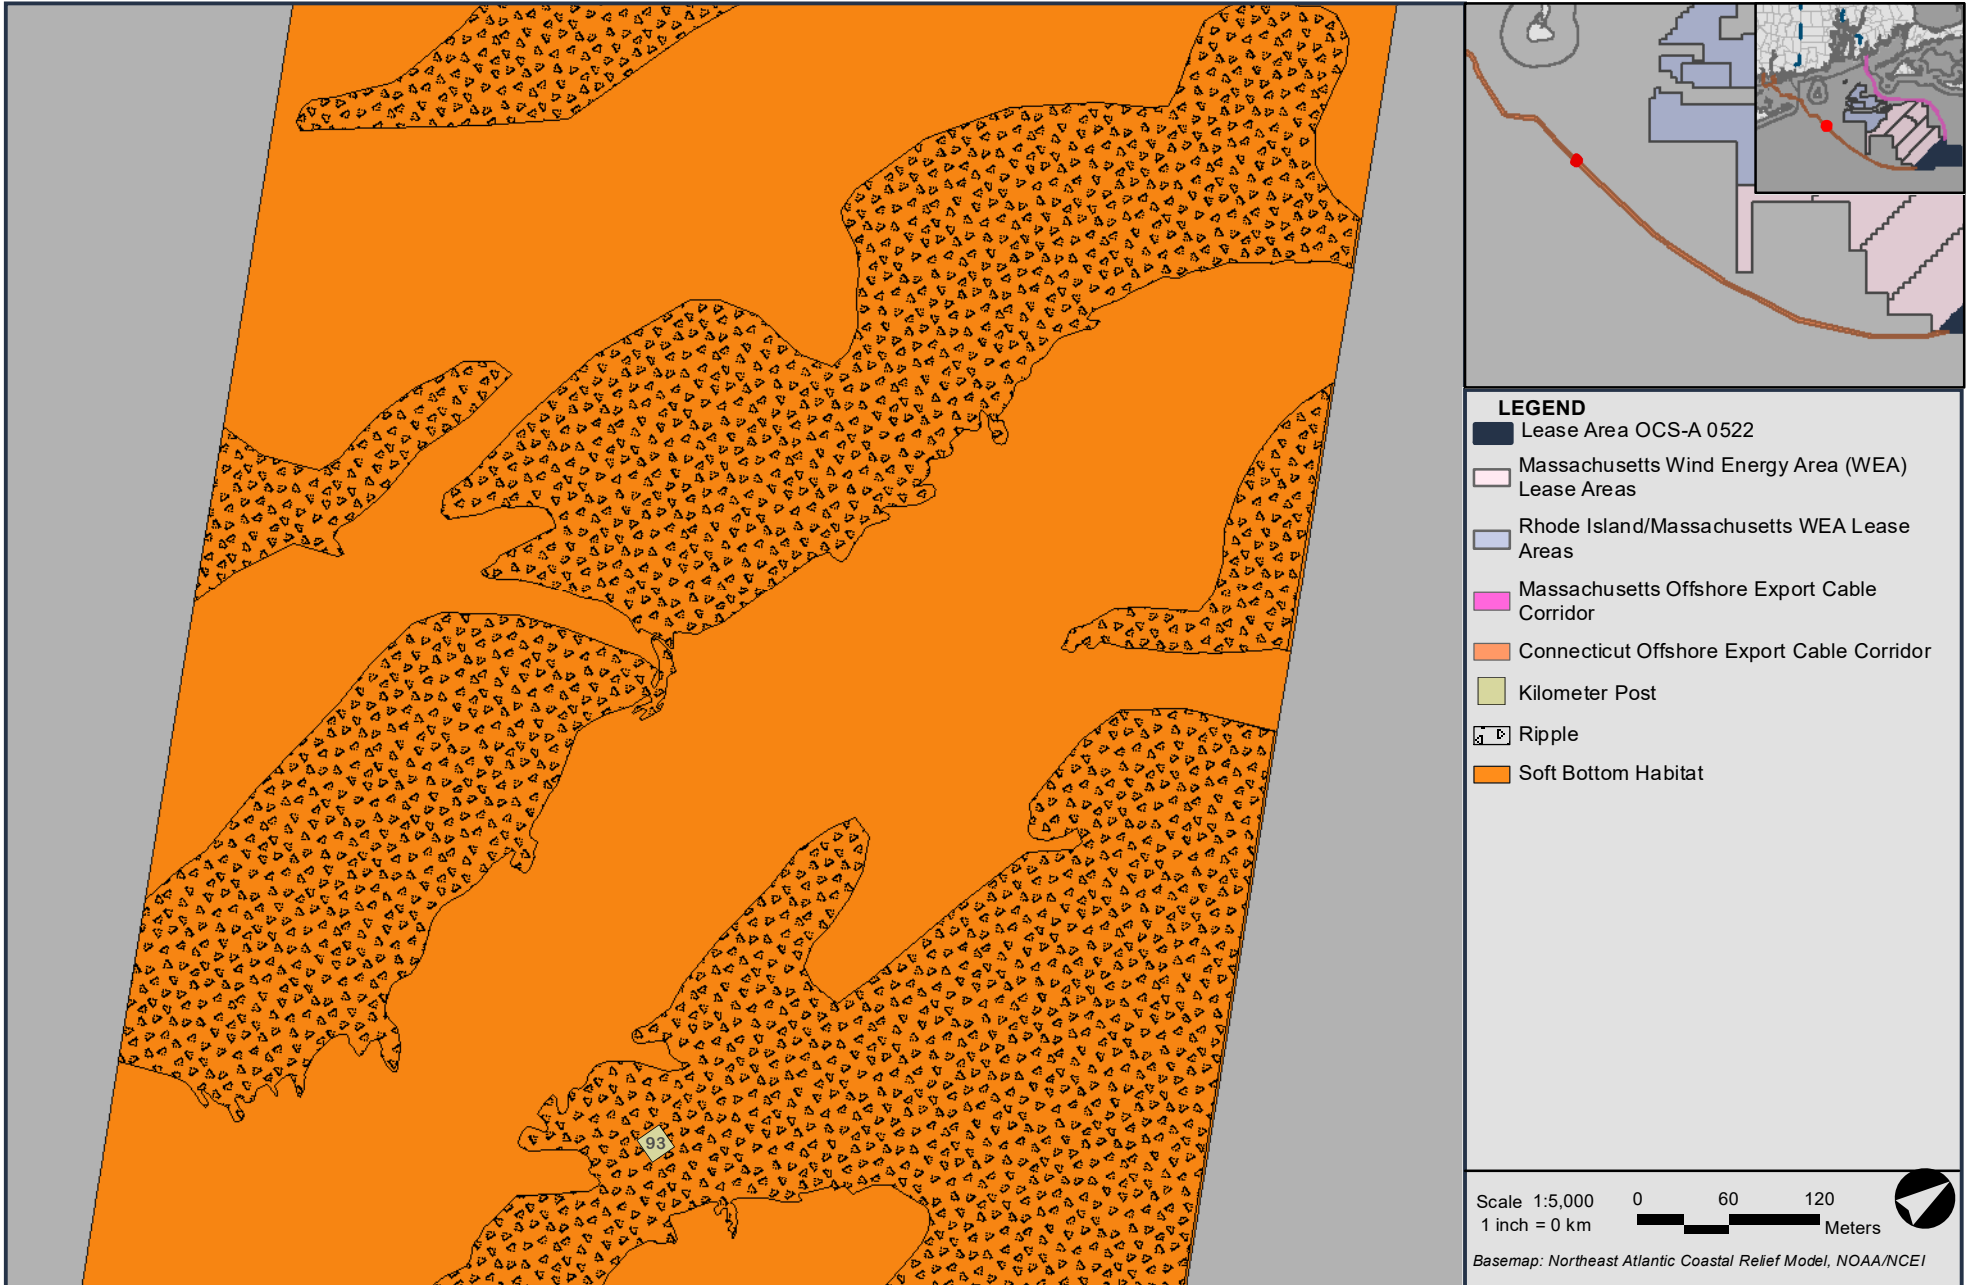 93
LEGEND
Lease Area OCS-A 0522
Massachusetts Wind Energy Area (WEA)
Lease Areas
Rhode Island/Massachusetts WEA Lease
Areas
Massachusetts Offshore Export Cable
Corridor
Connecticut Offshore Export Cable Corridor
Kilometer Post
Ripple
Soft Bottom Habitat
Scale 1:5,000
1 inch = 0 km
0 60 120
Meters
Basemap: Northeast Atlantic Coastal Relief Model, NOAA/NCEI